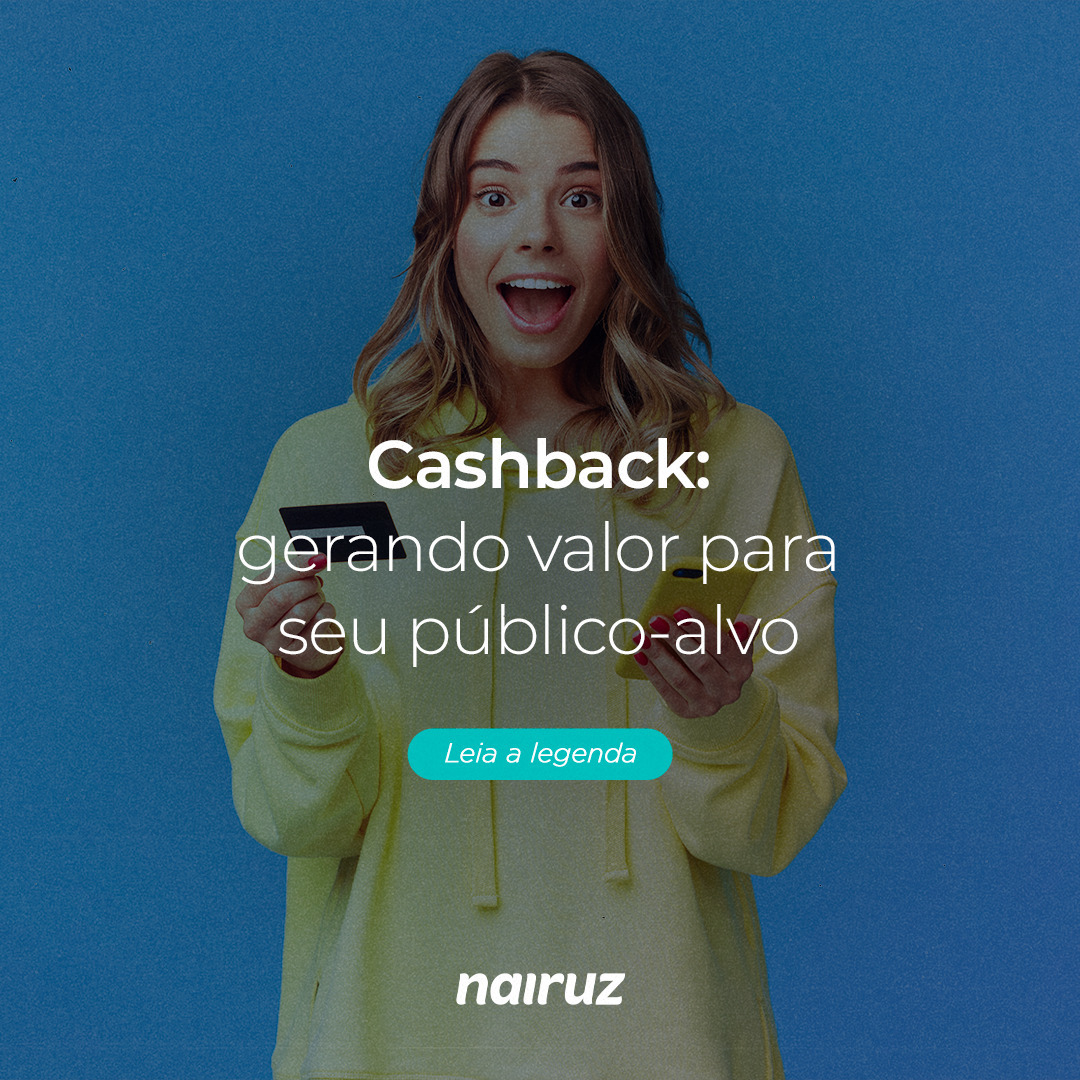 Cashback:
gerando valor para
seu público-alvo
Leia a legenda
nairuz